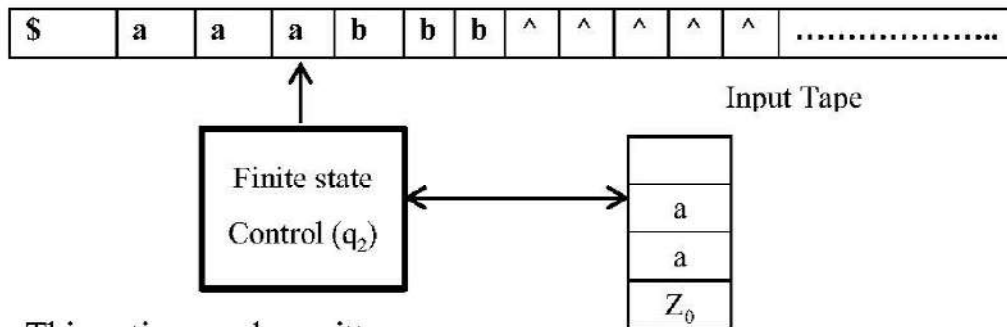 $ a a a b b b ^ ^ ^ ^ ^ .....................
Input Tape
Finite state
Control (q₂)
a
a
Z₀